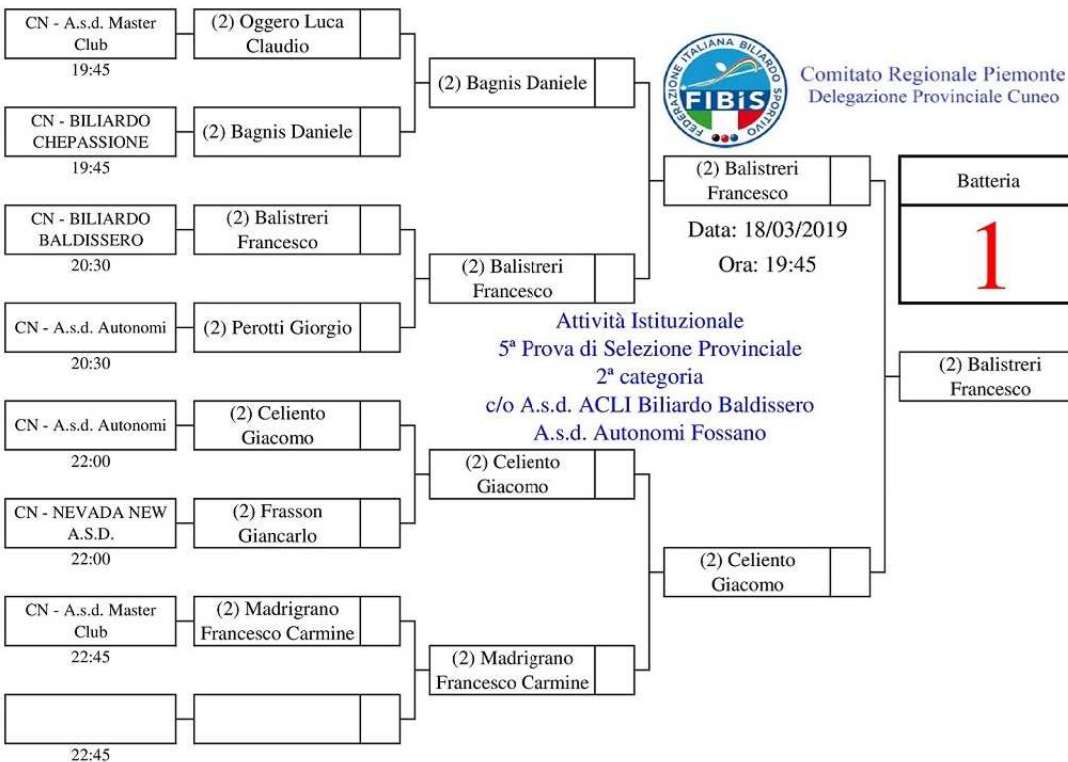 CN - A.s.d. Master
Club
19:45
(2) Oggero Luca
Claudio
CN - BILIARDO
CHEPASSIONE
19:45
(2) Bagnis Daniele
CN - BILIARDO
BALDISSERO
20:30
(2) Balistreri
Francesco
CN - A.s.d. Autonomi
20:30
(2) Perotti Giorgio
CN - A.s.d. Autonomi
22:00
(2) Celiento
Giacomo
CN - NEVADA NEW
A.S.D.
22:00
(2) Frasson
Giancarlo
CN - A.s.d. Master
Club
22:45
(2) Madrigrano
Francesco Carmine
22:45
(2) Bagnis Daniele
(2) Balistreri
Francesco
(2) Celiento
Giacomo
(2) Madrigrano
Francesco Carmine
FEDERAZIONE ITALIANA BILIARDO SPORTIVO
FIBiS
Comitato Regionale Piemonte
Delegazione Provinciale Cuneo
(2) Balistreri
Francesco
Data: 18/03/2019
Ora: 19:45
Attività Istituzionale
5ª Prova di Selezione Provinciale
2ª categoria
c/o A.s.d. ACLI Biliardo Baldissero
A.s.d. Autonomi Fossano
(2) Celiento
Giacomo
Batteria
1
(2) Balistreri
Francesco